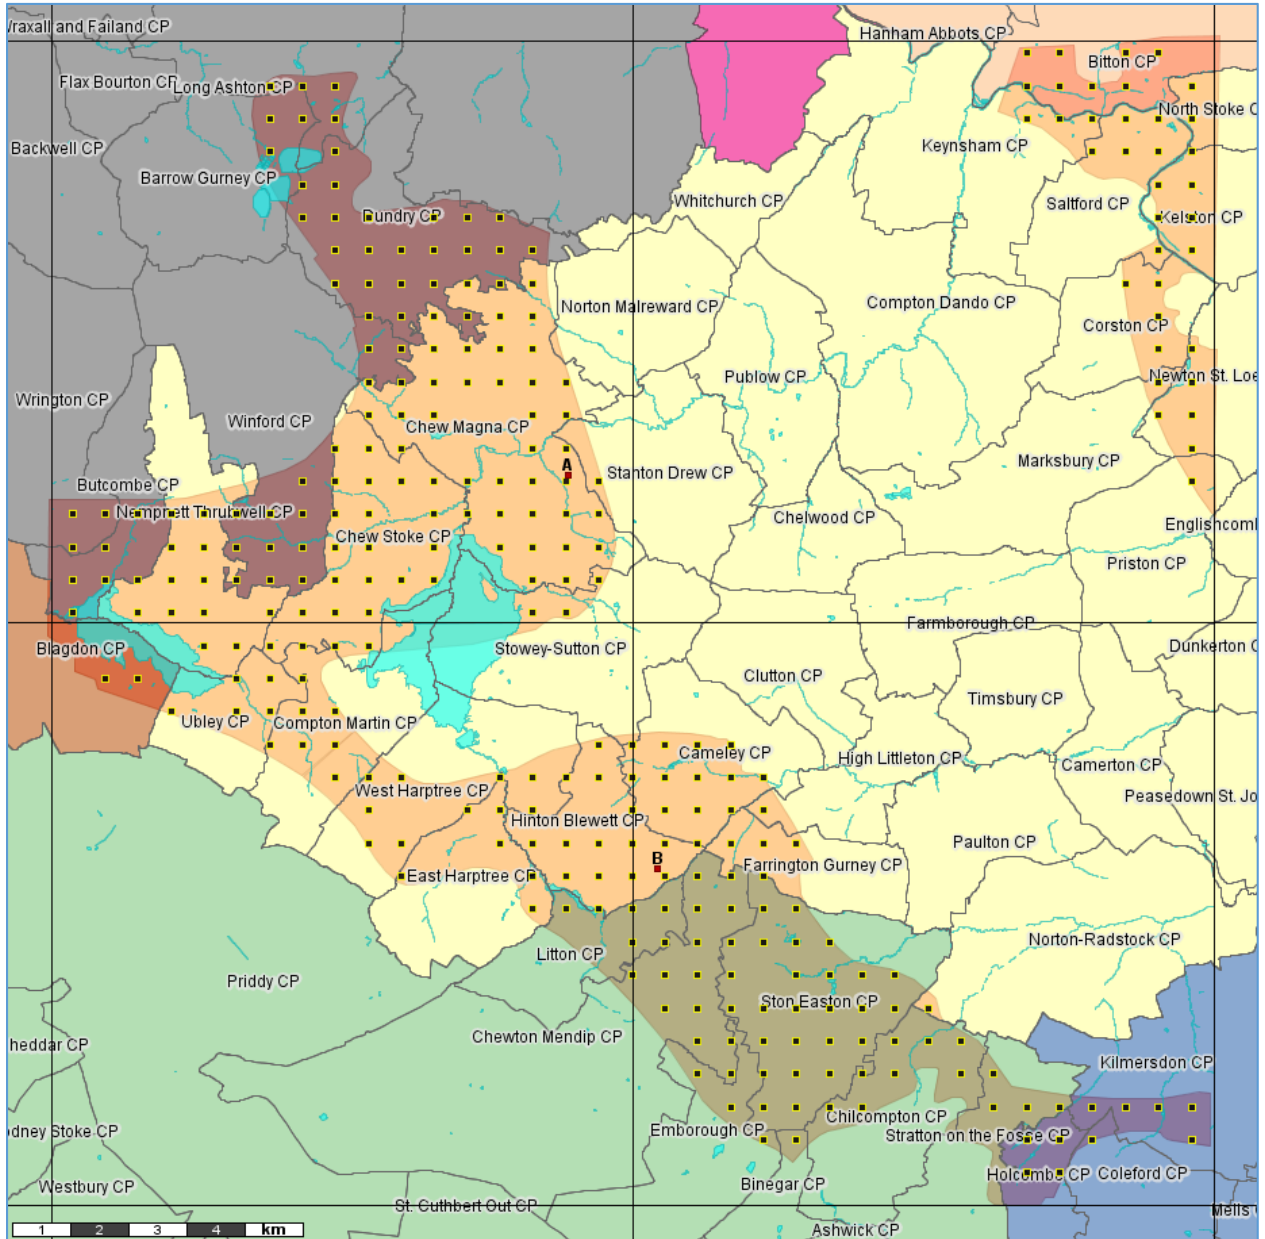 Wraxall and Failand CP
Hanham Abbots CP
Bitton CP
Flax Bourton CP
Long Ashton CP
North Stoke C
Backwell CP
Keynsham CP
Barrow Gurney CP
Whitchurch CP
Saltford CP
Dundry CP
Kelston CP
Norton Malreward CP
Compton Dando CP
Corston CP
Publow CP
Newton St. Loe
Wrington CP
Winford CP
Chew Magna CP
A
Stanton Drew CP
Marksbury CP
Butcombe CP
Nempnett Thrubwell CP
Chelwood CP
Englishcoml
Chew Stoke CP
Priston CP
Farmborough CP
Blagdon CP
Stowey-Sutton CP
Dunkerton C
Clutton CP
Timsbury CP
Ubley CP
Compton Martin CP
Cameley CP
High Littleton CP
Camerton CP
West Harptree CP
Peasedown St. Jo
Hinton Blewett CP
Paulton CP
B
Farrington Gurney CP
East Harptree CP
Norton-Radstock CP
Litton CP
Priddy CP
Ston Easton CP
Chewton Mendip CP
heddar CP
Kilmersdon CP
Chilcompton CP
odney Stoke CP
Emborough CP
Stratton on the Fosse CP
Holcombe CP
Coleford CP
Westbury CP
Binegar CP
St. Cuthbert Out CP
Mells
Ashwick CP
1 2 3 4 km